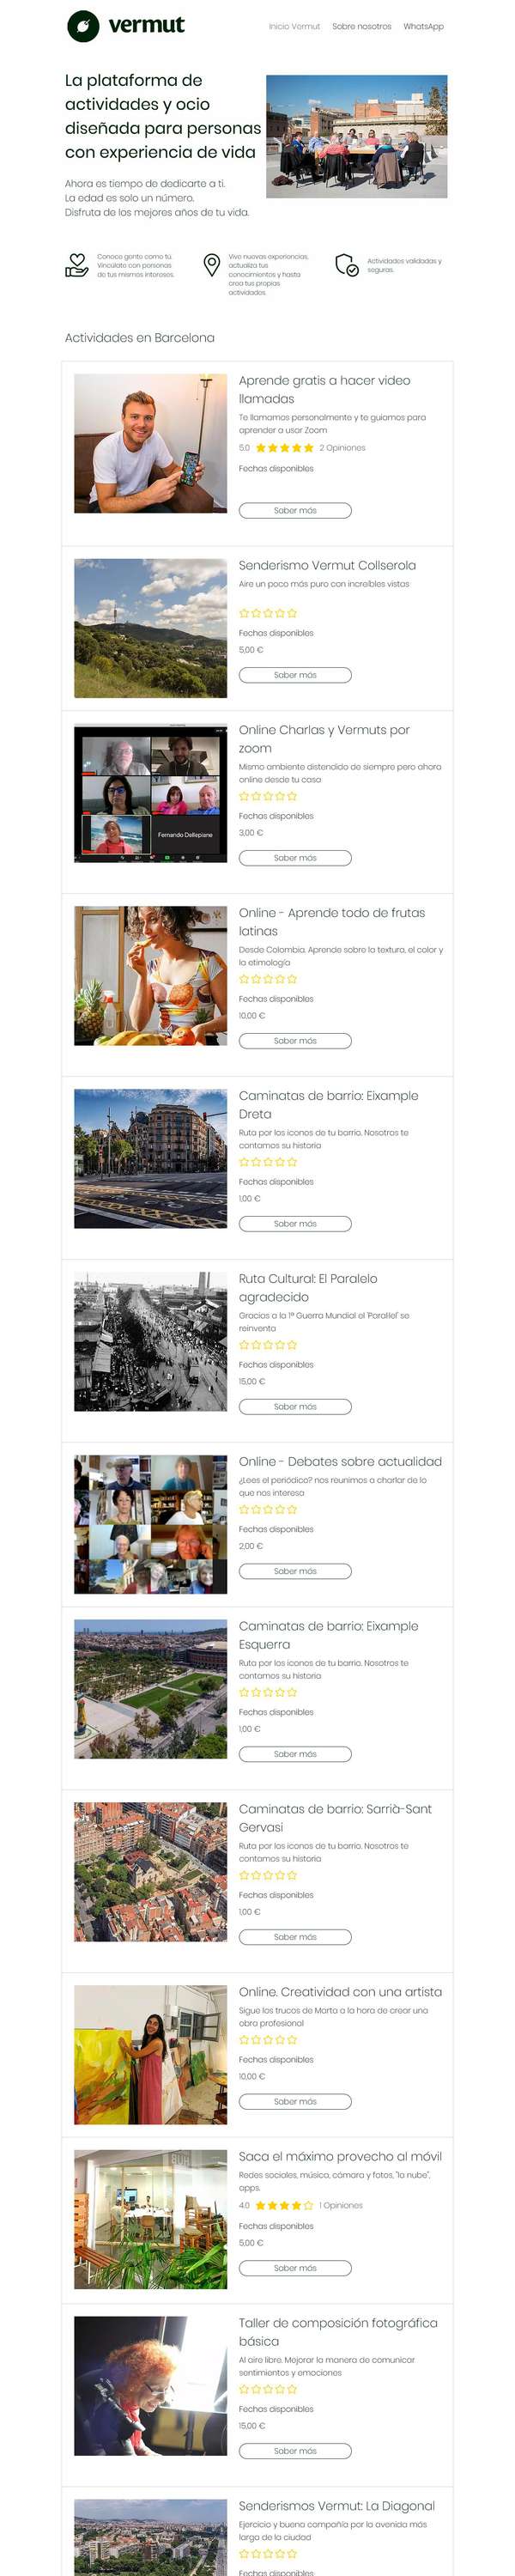 vermut
Inicio Vermut Sobre nosotros WhatsApp
La plataforma de
actividades y ocio
diseñada para personas
con experiencia de vida
Ahora es tiempo de dedicarte a ti.
La edad es solo un número.
Disfruta de los mejores años de tu vida.
Conoce gente como tú.
Vincúlate con personas
de tus mismos intereses.
Vive nuevas experiencias,
actualiza tus
conocimientos y hasta
crea tus propias
actividades.
Actividades validadas y
seguras.
Actividades en Barcelona
Aprende gratis a hacer video
llamadas
Te llamamos personalmente y te guiamos para
aprender a usar Zoom
5.0 2 Opiniones
Fechas disponibles
Saber más
Senderismo Vermut Collserola
Aire un poco más puro con increíbles vistas
Fechas disponibles
5,00 €
Saber más
Online Charlas y Vermuts por
zoom
Mismo ambiente distendido de siempre pero ahora
online desde tu casa
Fernando Dellepiane
Fechas disponibles
3,00 €
Saber más
Online - Aprende todo de frutas
latinas
Desde Colombia. Aprende sobre la textura, el color y
la etimología
Fechas disponibles
10,00 €
Saber más
Caminatas de barrio: Eixample
Dreta
Ruta por los iconos de tu barrio. Nosotros te
contamos su historia
Fechas disponibles
1,00 €
Saber más
Ruta Cultural: El Paralelo
agradecido
Gracias a la 1ª Guerra Mundial el 'Paral·lel' se
reinventa
Fechas disponibles
15,00 €
Saber más
Online - Debates sobre actualidad
¿Lees el periódico? nos reunimos a charlar de lo
que nos interesa
Fechas disponibles
2,00 €
Saber más
Caminatas de barrio: Eixample
Esquerra
Ruta por los iconos de tu barrio. Nosotros te
contamos su historia
Fechas disponibles
1,00 €
Saber más
Caminatas de barrio: Sarrià-Sant
Gervasi
Ruta por los iconos de tu barrio. Nosotros te
contamos su historia
Fechas disponibles
1,00 €
Saber más
Online. Creatividad con una artista
Sigue los trucos de Marta a la hora de crear una
obra profesional
Fechas disponibles
10,00 €
Saber más
Saca el máximo provecho al móvil
Redes sociales, música, cámara y fotos, "la nube",
apps.
4.0 1 Opiniones
Fechas disponibles
5,00 €
Saber más
Taller de composición fotográfica
básica
Al aire libre. Mejorar la manera de comunicar
sentimientos y emociones
Fechas disponibles
15,00 €
Saber más
Senderismos Vermut: La Diagonal
Ejercicio y buena compañía por la avenida más
larga de la ciudad
Fechas disponibles